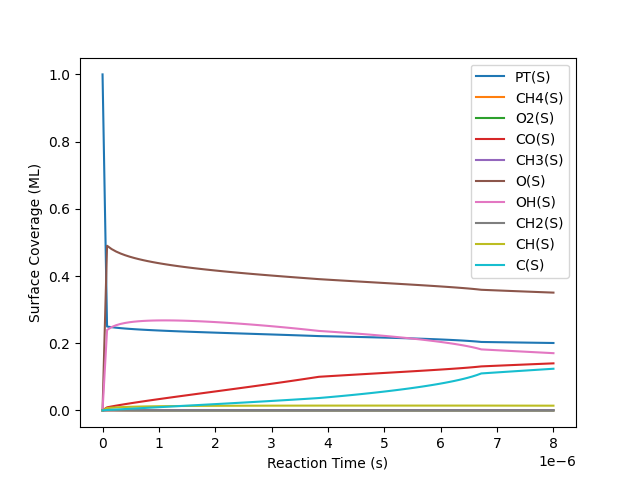 1.0
0.8
0.6
0.4
0.2
0.0
Surface Coverage (ML)
PT(S)
CH4(S)
O2(S)
CO(S)
CH3(S)
O(S)
OH(S)
CH2(S)
CH(S)
C(S)
0 1 2 3 4 5 6 7 8
1e−6
Reaction Time (s)